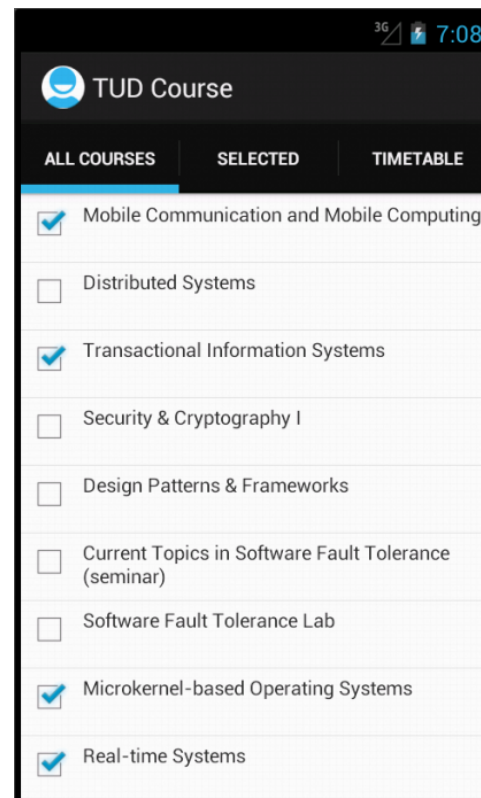 3G 7:08
TUD Course
ALL COURSES SELECTED TIMETABLE
Mobile Communication and Mobile Computing
Distributed Systems
Transactional Information Systems
Security & Cryptography I
Design Patterns & Frameworks
Current Topics in Software Fault Tolerance
(seminar)
Software Fault Tolerance Lab
Microkernel-based Operating Systems
Real-time Systems